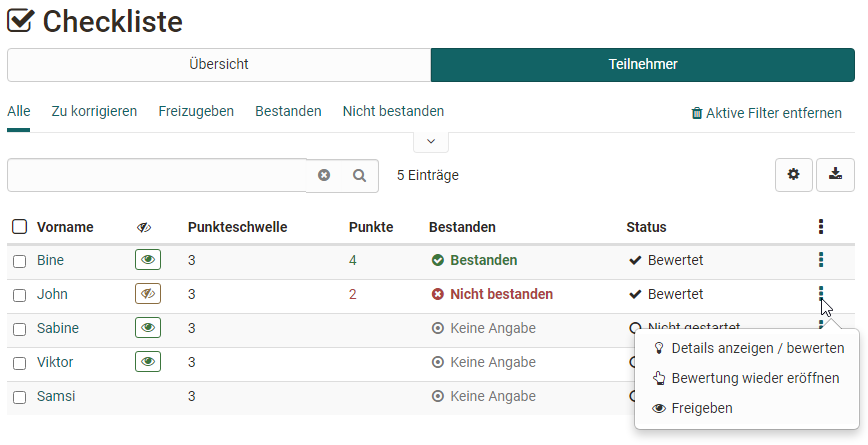 Checkliste
Übersicht Teilnehmer
Alle Zu korrigieren Freizugeben Bestanden Nicht bestanden Aktive Filter entfernen
5 Einträge
Vorname Punkteschwelle Punkte Bestanden Status
Bine 3 4 Bestanden Bewertet
John 3 2 Nicht bestanden Bewertet
Sabine 3 Keine Angabe Nicht gestartet
Viktor 3 Keine Angabe
Samsi 3 Keine Angabe
Details anzeigen / bewerten
Bewertung wieder eröffnen
Freigeben